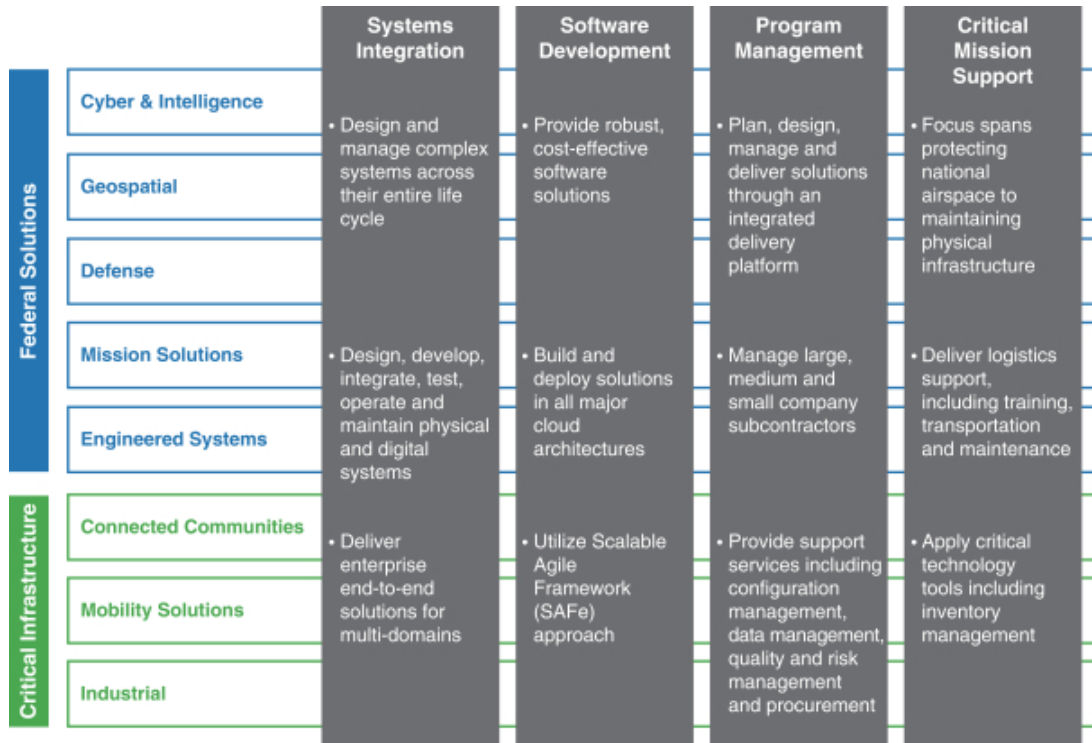 Systems
Integration
Software
Development
Program
Management
Critical
Mission
Support
Federal Solutions
Cyber & Intelligence
Geospatial
Defense
Mission Solutions
Engineered Systems
Critical Infrastructure
Connected Communities
Mobility Solutions
Industrial
• Design and
manage complex
systems across
their entire life
cycle
• Design, develop,
integrate, test,
operate and
maintain physical
and digital
systems
• Deliver
enterprise
end-to-end
solutions for
multi-domains
• Provide robust,
cost-effective
software
solutions
• Build and
deploy solutions
in all major
cloud
architectures
• Utilize Scalable
Agile
Framework
(SAFe)
approach
• Plan, design,
manage and
deliver solutions
through an
integrated
delivery
platform
• Manage large,
medium and
small company
subcontractors
• Provide support
services including
configuration
management,
data management,
quality and risk
management
and procurement
• Focus spans
protecting
national
airspace to
maintaining
physical
infrastructure
• Deliver logistics
support,
including training,
transportation
and maintenance
• Apply critical
technology
tools including
inventory
management